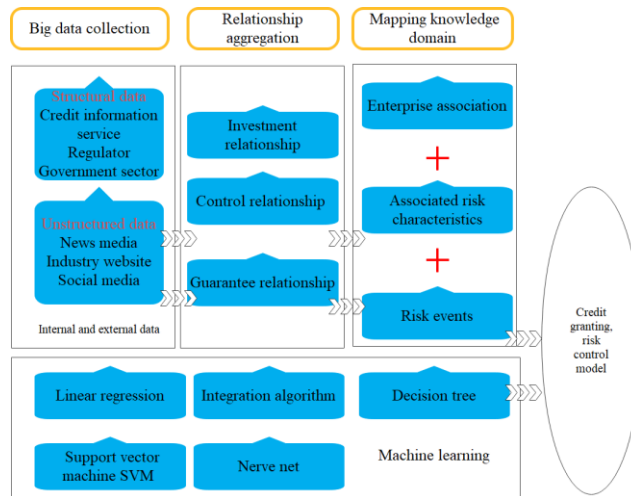 Big data collection
Relationship
aggregation
Mapping knowledge
domain
Structural data
Credit information
service
Regulator
Government sector
Unstructured data
News media
Industry website
Social media
Internal and external data
Investment
relationship
Control relationship
Guarantee relationship
Enterprise association
+
Associated risk
characteristics
+
Risk events
Credit
granting,
risk
control
model
Linear regression
Integration algorithm
Decision tree
Support vector
machine SVM
Nerve net
Machine learning